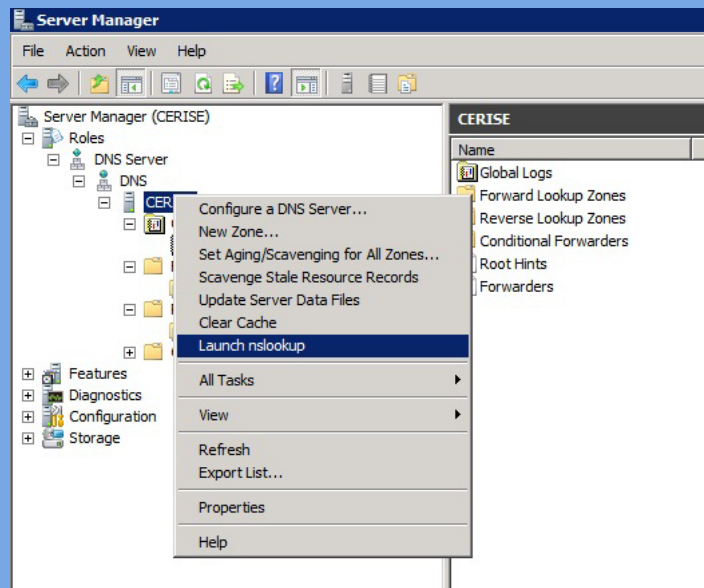 Server Manager
File Action View Help
Server Manager (CERISE)
Roles
DNS Server
DNS
Features
Diagnostics
Configuration
Storage
Configure a DNS Server...
New Zone...
Set Aging/Scavenging for All Zones...
Scavenge Stale Resource Records
Update Server Data Files
Clear Cache
Launch nslookup
All Tasks
View
Refresh
Export List...
Properties
Help
CERISE
Name
Global Logs
Forward Lookup Zones
Reverse Lookup Zones
Conditional Forwarders
Root Hints
Forwarders